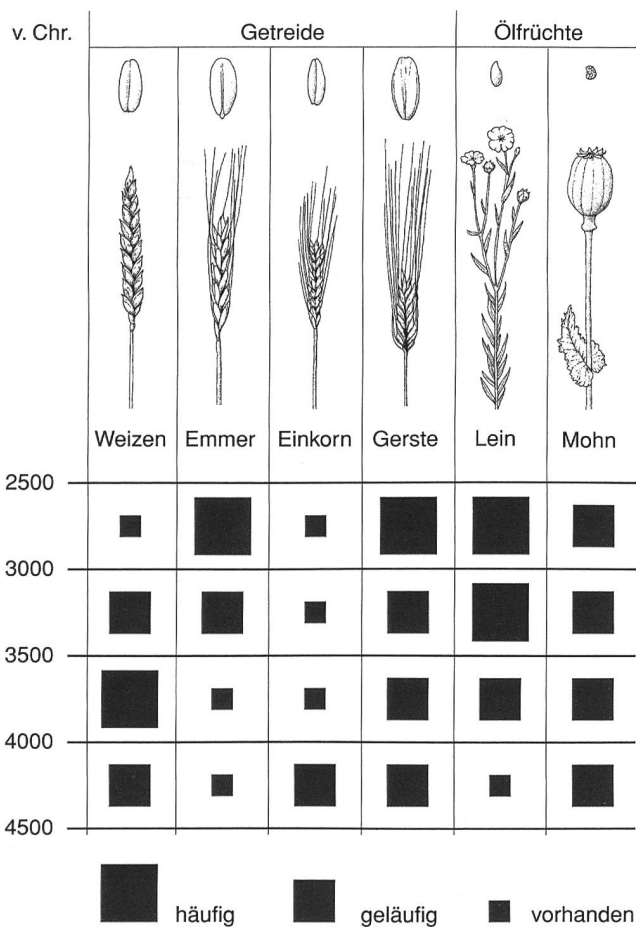 v. Chr. Getreide Ölfrüchte
Weizen Emmer Einkorn Gerste Lein Mohn
2500
3000
3500
4000
4500
häufig geläufig vorhanden